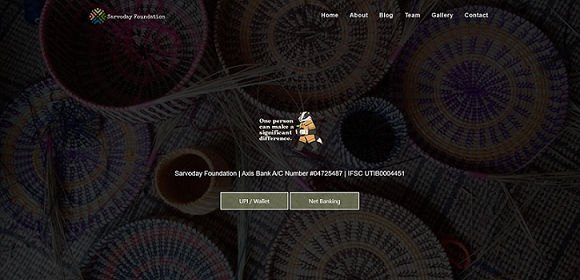 Sarvoday Foundation
Home About Blog Team Gallery Contact
One person
can make a
significant
difference.
Sarvoday Foundation | Axis Bank A/C Number #04725487 | IFSC UTIB0004451
UPI / Wallet
Net Banking